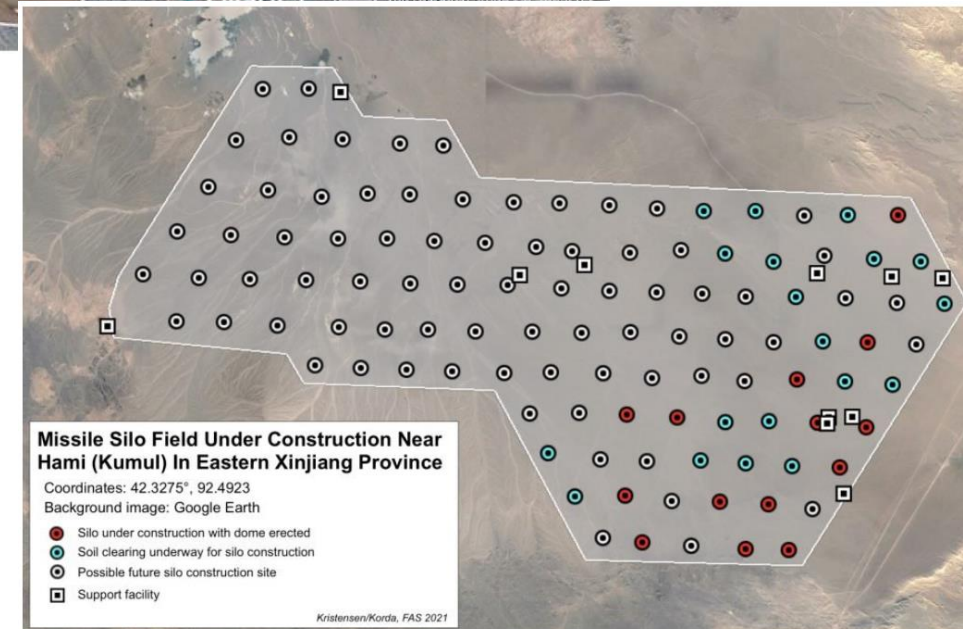 Missile Silo Field Under Construction Near
Hami (Kumul) In Eastern Xinjiang Province
Coordinates: 42.3275°, 92.4923
Background image: Google Earth
Silo under construction with dome erected
Soil clearing underway for silo construction
Possible future silo construction site
Support facility
Kristensen/Korda, FAS 2021